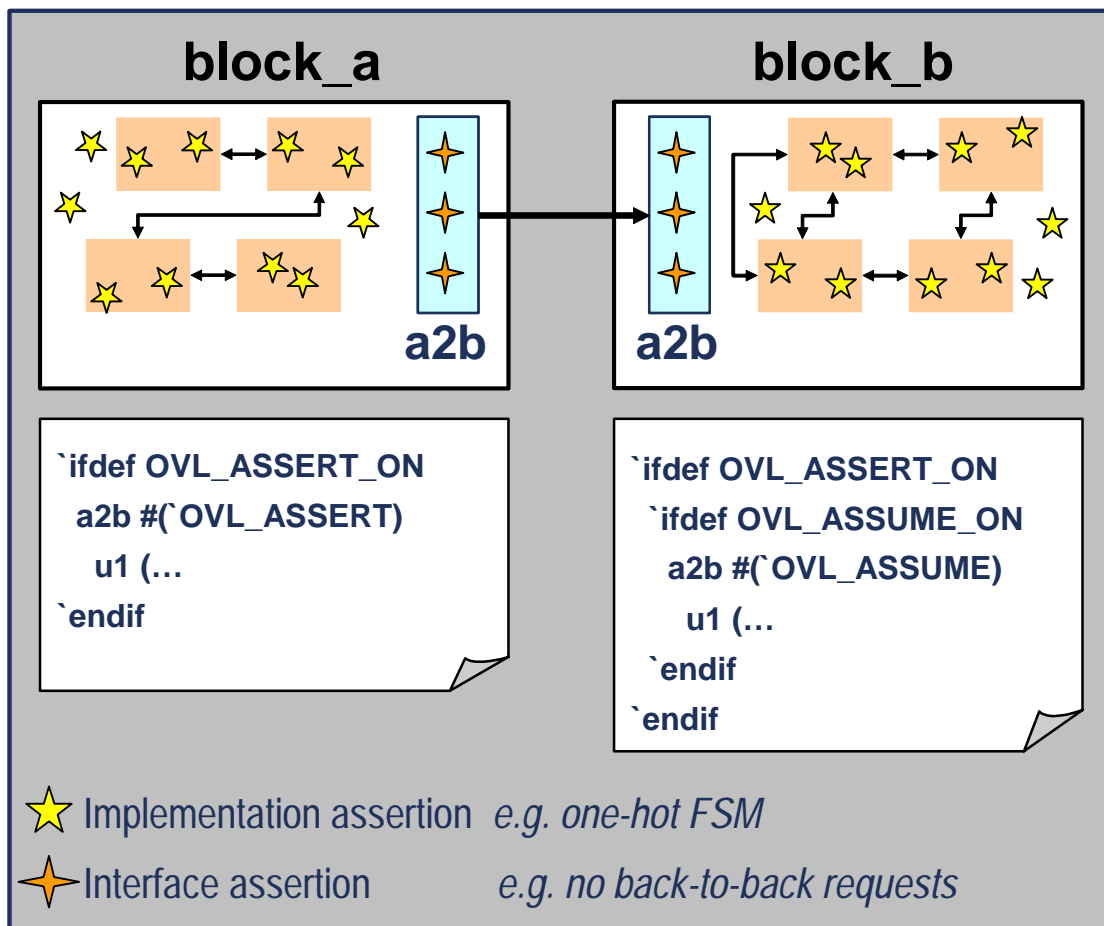 block_a
block_b
a2b
a2b
`ifdef OVL_ASSERT_ON
a2b #(`OVL_ASSERT)
u1 (…
`endif
`ifdef OVL_ASSERT_ON
`ifdef OVL_ASSUME_ON
a2b #(`OVL_ASSUME)
u1 (…
`endif
`endif
Implementation assertion e.g. one-hot FSM
Interface assertion e.g. no back-to-back requests